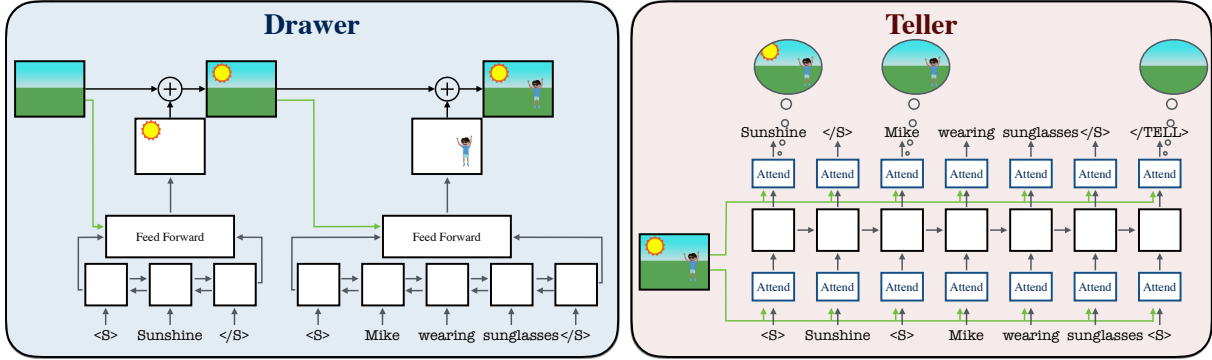 Drawer
Feed Forward
Feed Forward
<S> Sunshine </S>
<S> Mike wearing sunglasses </S>
Teller
Sunshine </S> Mike wearing sunglasses </S> </TELL>
Attend Attend Attend Attend Attend Attend Attend
Attend Attend Attend Attend Attend Attend Attend
<S> Sunshine <S> Mike wearing sunglasses <S>